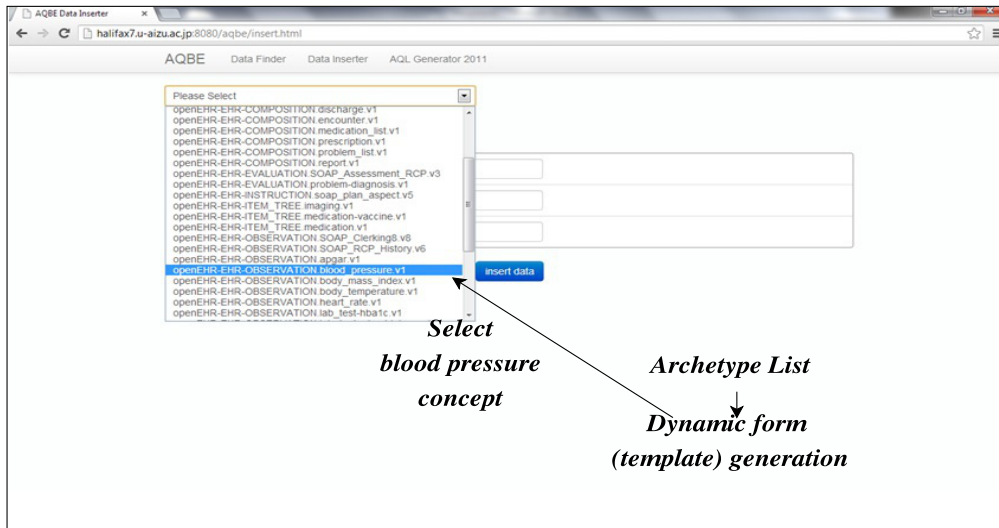 AQBE Data Inserter
halifax7.u-aizu.ac.jp:8080/aqbe/insert.html
AQBE Data Finder Data Inserter AQL Generator 2011
Please Select
openEHR-EHR-COMPOSITION.discharge.v1
openEHR-EHR-COMPOSITION.encounter.v1
openEHR-EHR-COMPOSITION.medication_list.v1
openEHR-EHR-COMPOSITION.prescription.v1
openEHR-EHR-COMPOSITION.problem_list.v1
openEHR-EHR-COMPOSITION.report.v1
openEHR-EHR-EVALUATION.SOAP_Assessment_RCP.v3
openEHR-EHR-EVALUATION.problem-diagnosis.v1
openEHR-EHR-INSTRUCTION.soap_plan_aspect.v5
openEHR-EHR-ITEM_TREE.imaging.v1
openEHR-EHR-ITEM_TREE.medication-vaccine.v1
openEHR-EHR-ITEM_TREE.medication.v1
openEHR-EHR-OBSERVATION.SOAP_Clerking8.v8
openEHR-EHR-OBSERVATION.SOAP_RCP_History.v6
openEHR-EHR-OBSERVATION.apgar.v1
openEHR-EHR-OBSERVATION.blood_pressure.v1
insert data
openEHR-EHR-OBSERVATION.body_mass_index.v1
openEHR-EHR-OBSERVATION.body_temperature.v1
openEHR-EHR-OBSERVATION.heart_rate.v1
openEHR-EHR-OBSERVATION.lab_test-hba1c.v1
Select
blood pressure
concept
Archetype List
Dynamic form
(template) generation